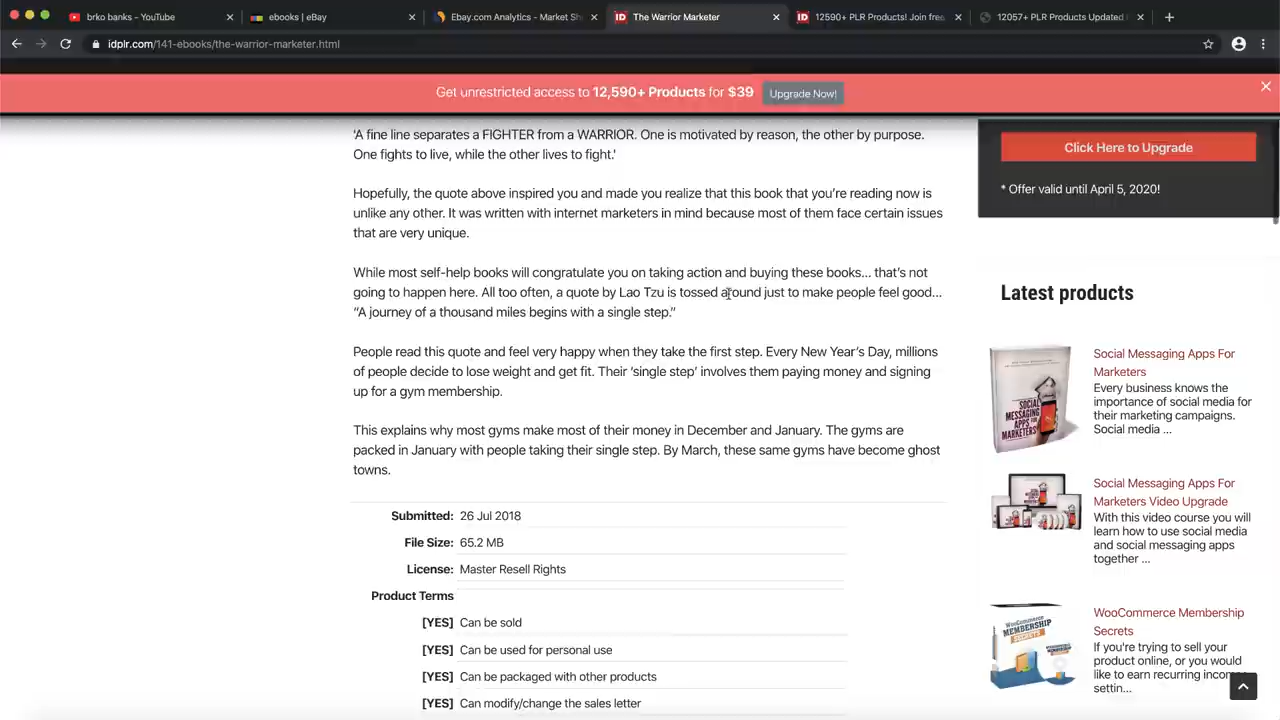 brko banks - YouTube
ebooks | eBay
Ebay.com Analytics - Market Sh
The Warrior Marketer
12590+ PLR Products! Join free
12057+ PLR Products Updated
idplr.com/141-ebooks/the-warrior-marketer.html
Get unrestricted access to 12,590+ Products for $39
Upgrade Now!
'A fine line separates a FIGHTER from a WARRIOR. One is motivated by reason, the other by purpose.
One fights to live, while the other lives to fight.'
Hopefully, the quote above inspired you and made you realize that this book that you're reading now is
unlike any other. It was written with internet marketers in mind because most of them face certain issues
that are very unique.
While most self-help books will congratulate you on taking action and buying these books... that's not
going to happen here. All too often, a quote by Lao Tzu is tossed around just to make people feel good...
“A journey of a thousand miles begins with a single step.”
People read this quote and feel very happy when they take the first step. Every New Year's Day, millions
of people decide to lose weight and get fit. Their 'single step' involves them paying money and signing
up for a gym membership.
This explains why most gyms make most of their money in December and January. The gyms are
packed in January with people taking their single step. By March, these same gyms have become ghost
towns.
Submitted: 26 Jul 2018
File Size: 65.2 MB
License: Master Resell Rights
Product Terms
[YES] Can be sold
[YES] Can be used for personal use
[YES] Can be packaged with other products
[YES] Can modify/change the sales letter
Click Here to Upgrade
* Offer valid until April 5, 2020!
Latest products
Social Messaging Apps For
Marketers
Every business knows the
importance of social media for
their marketing campaigns.
Social media ...
SOCIAL
MESSAGING
APPS FOR
MARKETERS
Social Messaging Apps For
Marketers Video Upgrade
With this video course you will
learn how to use social media
and social messaging apps
together ...
WooCommerce Membership
Secrets
If you're trying to sell your
product online, or you would
like to earn recurring income
settin...
WOOCOMMERCE
MEMBERSHIP
SECRETS